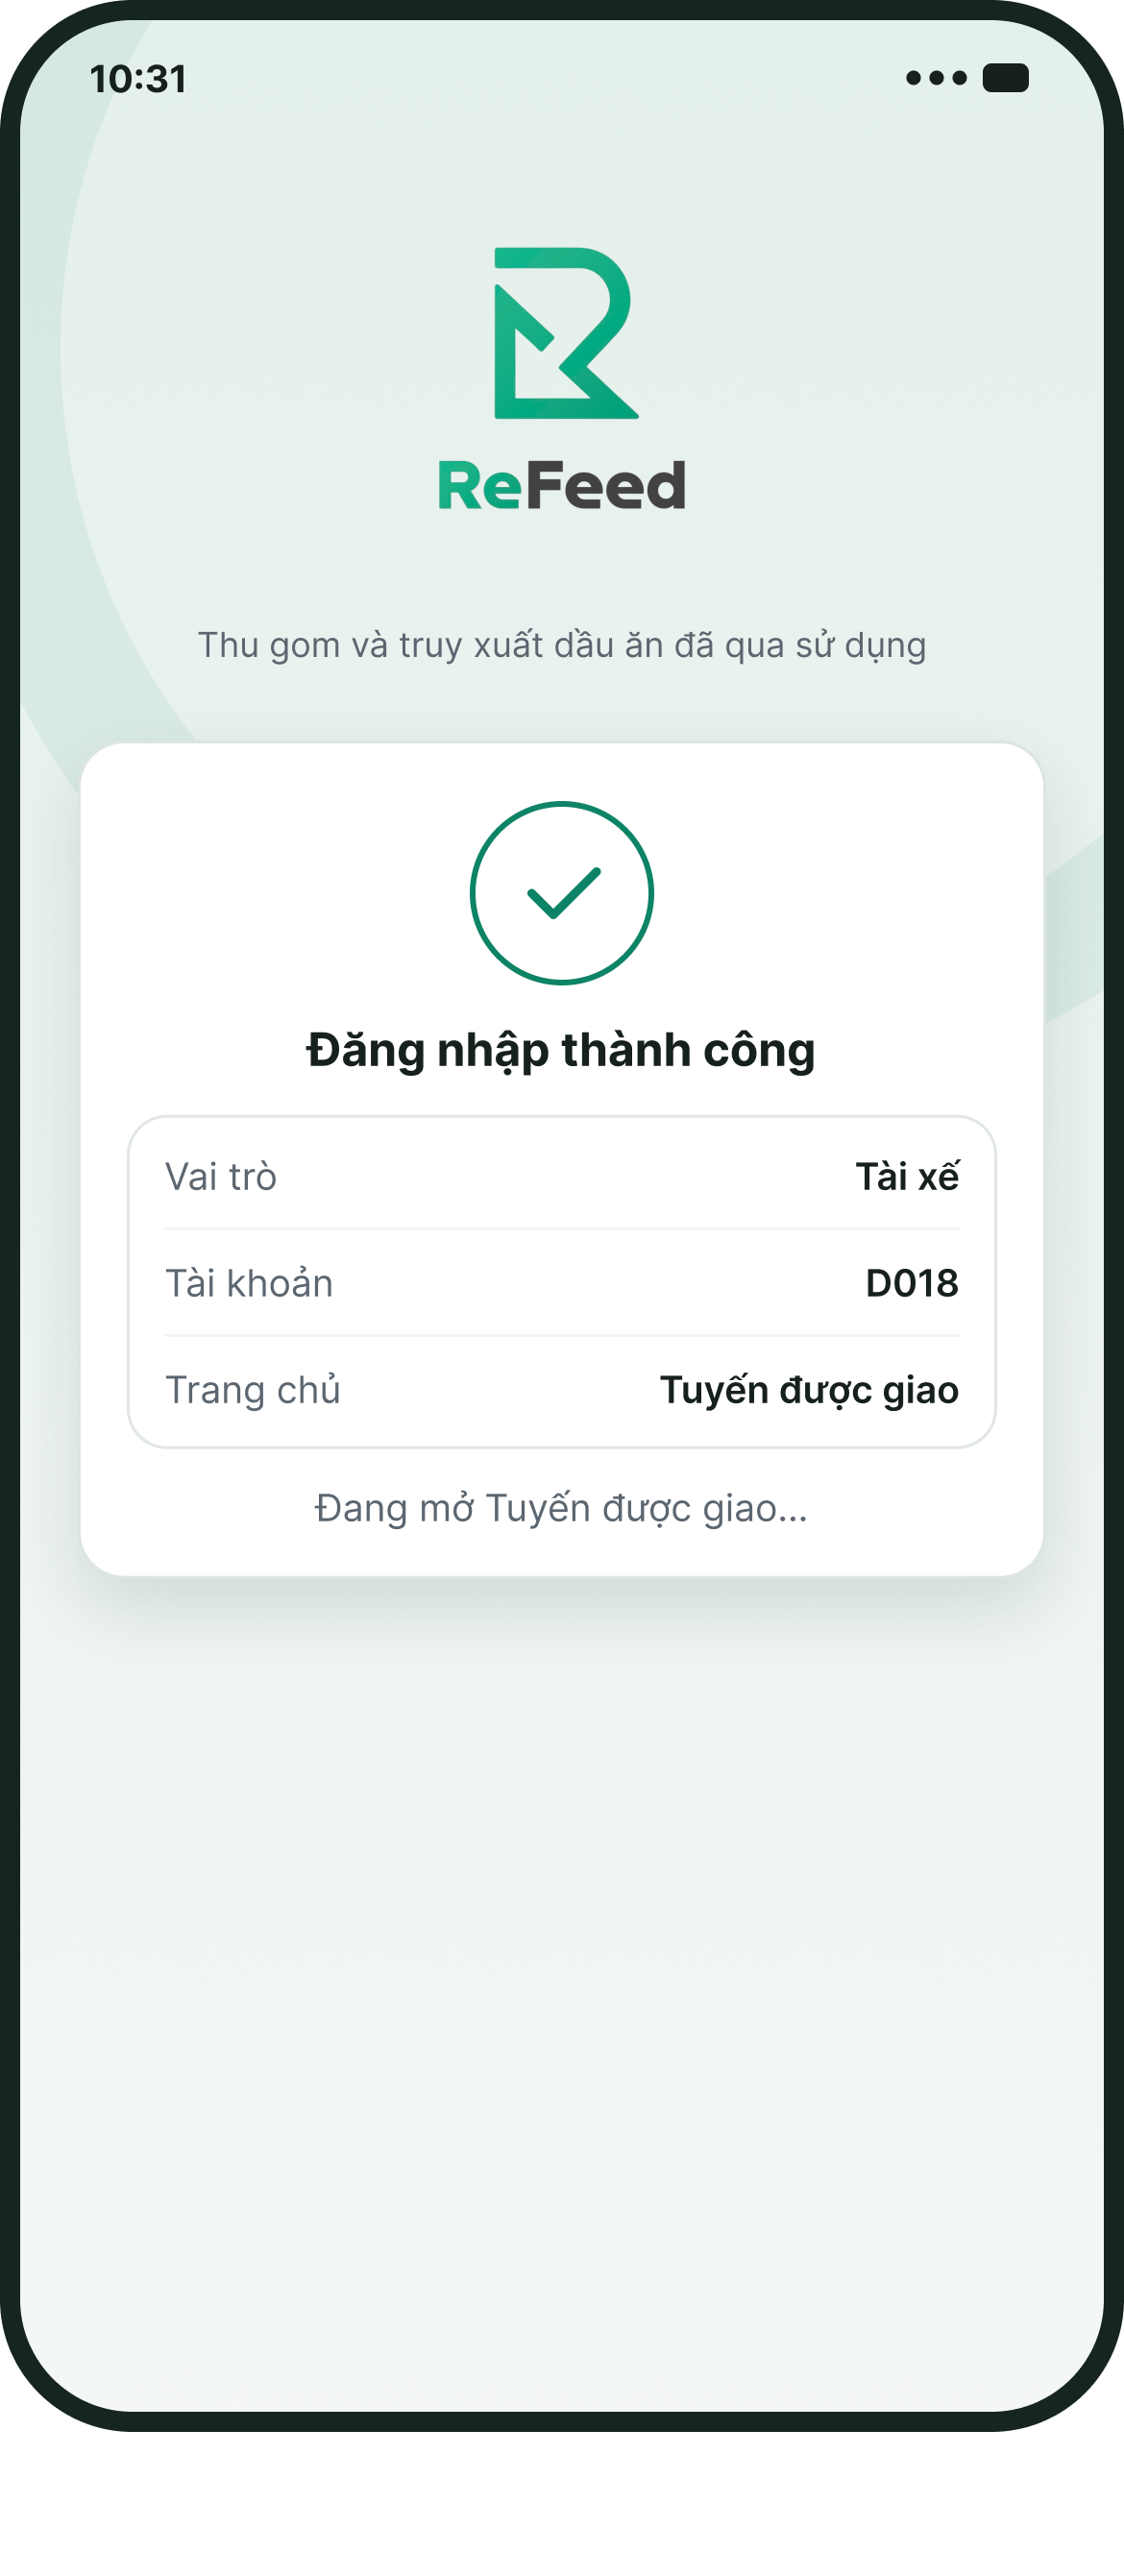 10:31
ReFeed
Thu gom và truy xuất dầu ăn đã qua sử dụng
Đăng nhập thành công
Vai trò Tài xế
Tài khoản D018
Trang chủ Tuyến được giao
Đang mở Tuyến được giao...